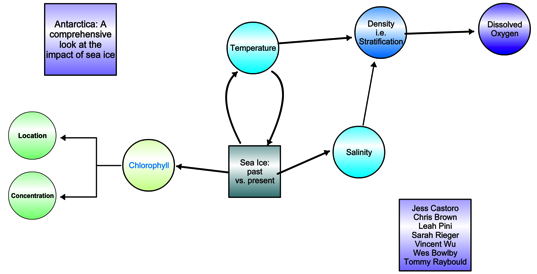 Antarctica: A
comprehensive
look at the
impact of sea ice
Temperature
Density
i.e.
Stratification
Dissolved
Oxygen
Location
Concentration
Chlorophyll
Sea Ice:
past
vs. present
Salinity
Jess Castoro
Chris Brown
Leah Pini
Sarah Rieger
Vincent Wu
Wes Bowlby
Tommy Raybould